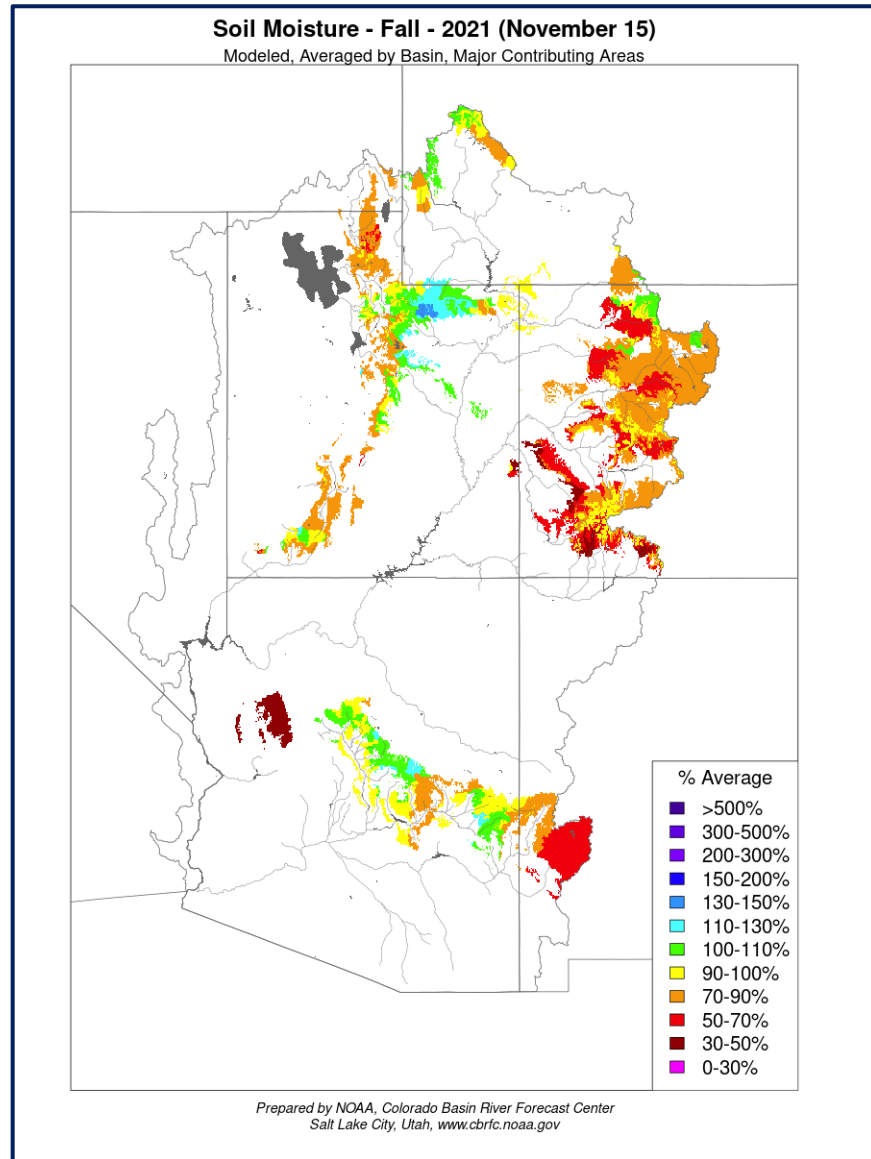 Soil Moisture - Fall - 2021 (November 15)
Modeled, Averaged by Basin, Major Contributing Areas
% Average
>500%
300-500%
200-300%
150-200%
130-150%
110-130%
100-110%
90-100%
70-90%
50-70%
30-50%
0-30%
Prepared by NOAA, Colorado Basin River Forecast Center
Salt Lake City, Utah, www.cbrfc.noaa.gov